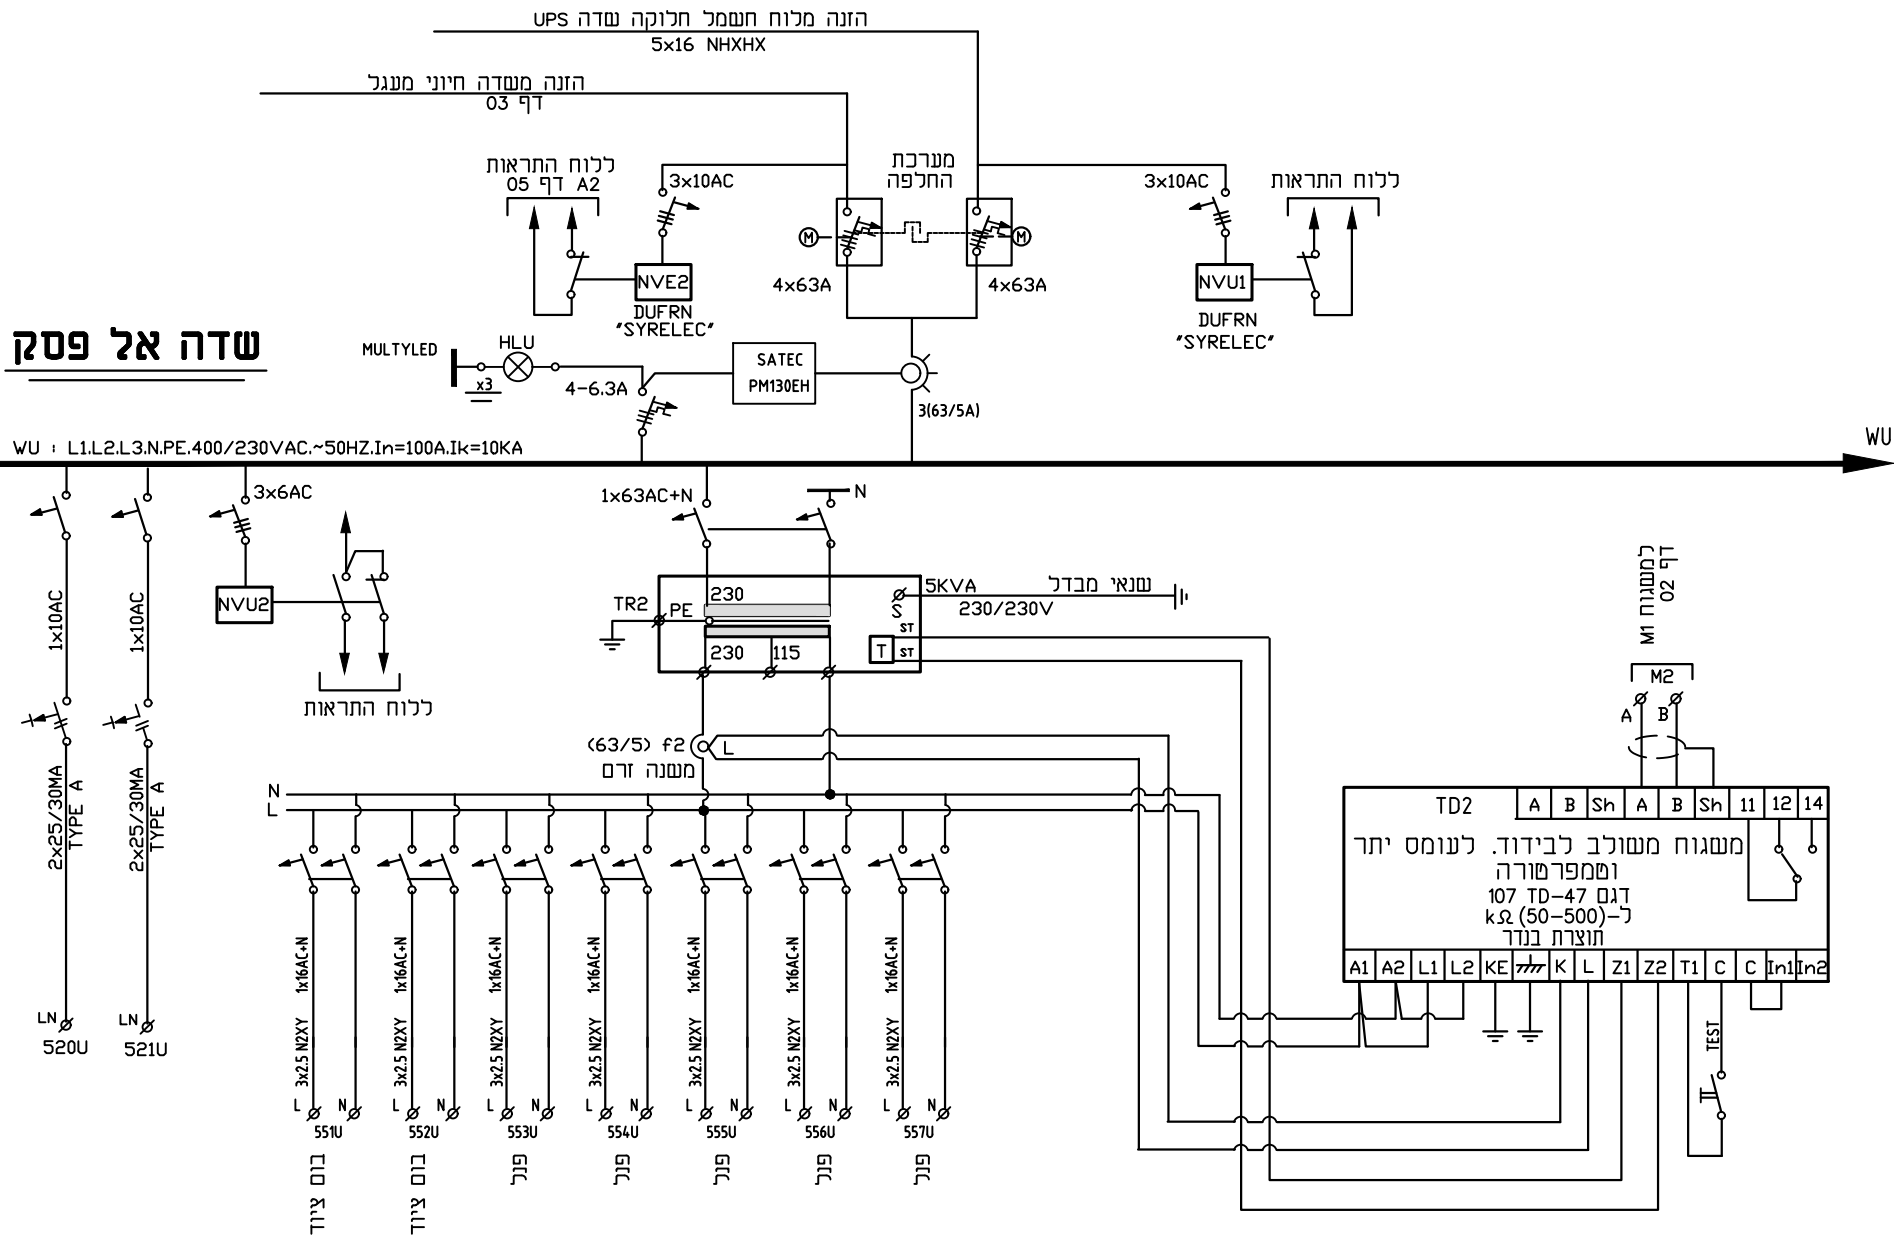 הזנה מלוח חשמל חלוקה שדה UPS
5x16 NHXHX
הזנה משדה חיוני מעגל
דף 03
ללוח התראות
A2 דף 05
3x10AC
מערכת
החלפה
3x10AC
ללוח התראות
M
M
NVE2
DUFRN
"SYRELEC"
4x63A
4x63A
NVU1
DUFRN
"SYRELEC"
שדה אל פסק
MULTYLED
HLU
x3
4-6.3A
SATEC
PM130EH
3(63/5A)
WU : L1.L2.L3.N.PE.400/230VAC.~50HZ.In=100A.Ik=10KA
WU
3x6AC
1x63AC+N
N
1x10AC
1x10AC
NVU2
ללוח התראות
TR2
PE
230
230
115
S
ST
T
ST
5KVA שנאי מבדל
230/230V
למשגוח M1
דף 02
M2
A
B
(63/5) f2
L
משנה זרם
2x25/30MA
TYPE A
2x25/30MA
TYPE A
N
L
TD2
A B Sh A B Sh 11 12 14
משגוח משולב לבידוד. לעומס יתר
וטמפרטורה
דגם 107 TD-47
ל-(50-500) kΩ
תוצרת בנדר
A1 A2 L1 L2 KE K L Z1 Z2 T1 C C In1 In2
TEST
1x16AC+N
1x16AC+N
1x16AC+N
1x16AC+N
1x16AC+N
1x16AC+N
1x16AC+N
3x2.5 N2XY
3x2.5 N2XY
3x2.5 N2XY
3x2.5 N2XY
3x2.5 N2XY
3x2.5 N2XY
3x2.5 N2XY
LN
520U
LN
521U
L N
551U
L N
552U
L N
553U
L N
554U
L N
555U
L N
556U
L N
557U
בום ציוד
בום ציוד
פנל
פנל
פנל
פנל
פנל